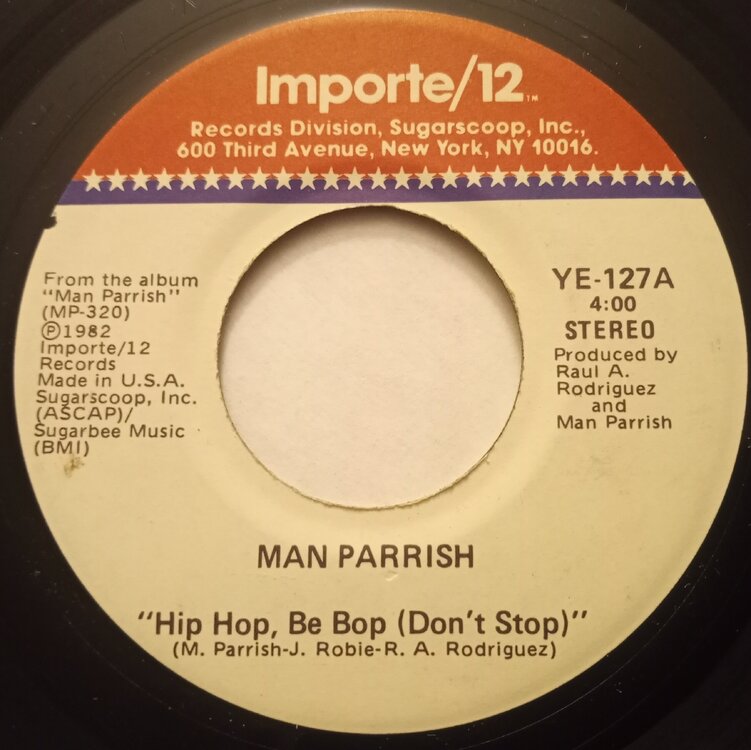 Importe/12™
Records Division, Sugarscoop, Inc.,
600 Third Avenue, New York, NY 10016.
From the album
"Man Parrish"
(MP-320)
℗1982
Importe/12
Records
Made in U.S.A.
Sugarscoop, Inc.
(ASCAP)/
Sugarbee Music
(BMI)
YE-127A
4:00
STEREO
Produced by
Raul A.
Rodriguez
and
Man Parrish
MAN PARRISH
"Hip Hop, Be Bop (Don't Stop)"
(M. Parrish-J. Robie-R. A. Rodriguez)